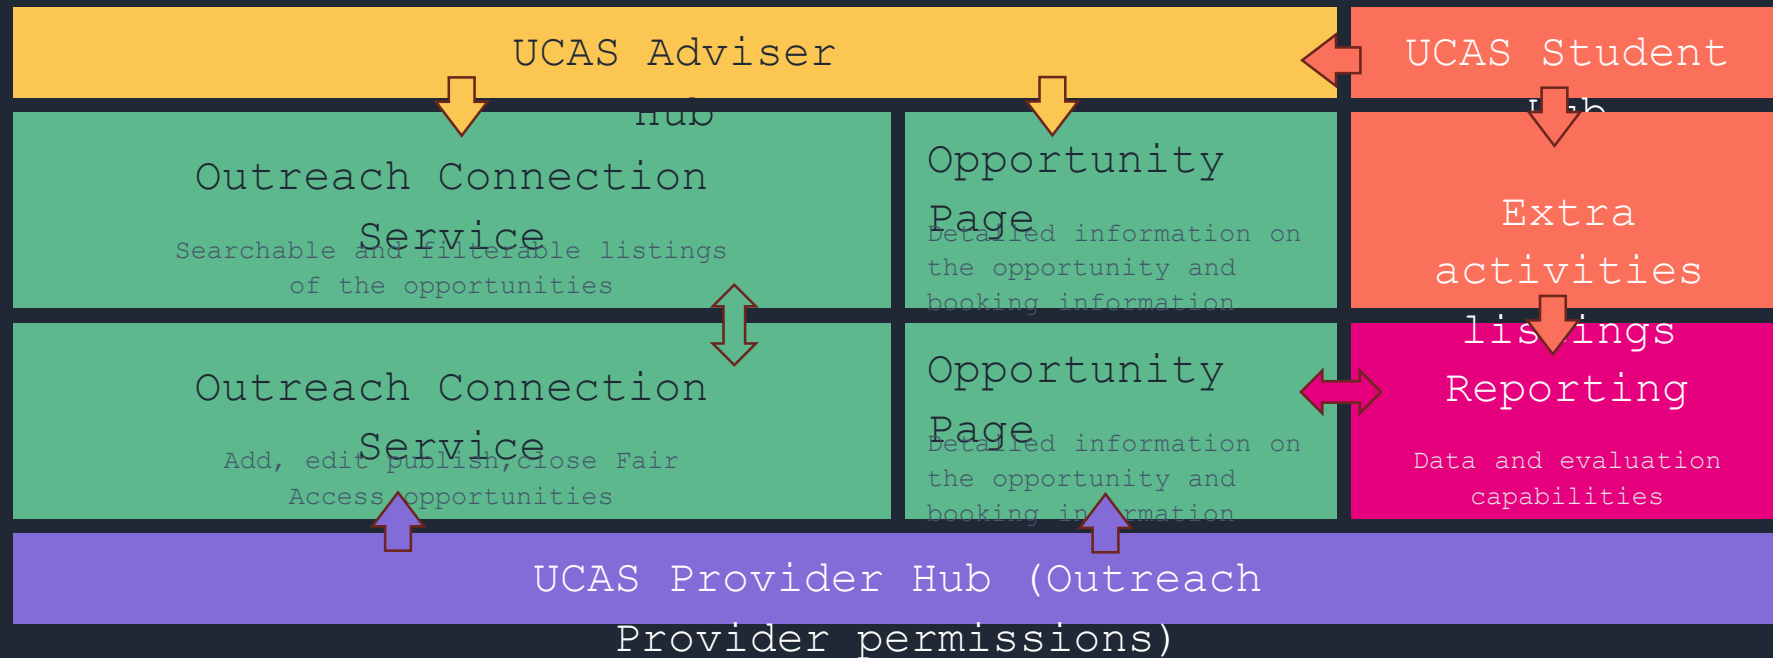 UCAS Adviser
Hub
UCAS Student
Hub
Outreach Connection
Service
Searchable and filterable listings
of the opportunities
Opportunity
Page
Detailed information on
the opportunity and
booking information
Extra
activities
listings
Outreach Connection
Service
Add, edit publish,close Fair
Access opportunities
Opportunity
Page
Detailed information on
the opportunity and
booking information
Reporting
Data and evaluation
capabilities
UCAS Provider Hub (Outreach
Provider permissions)